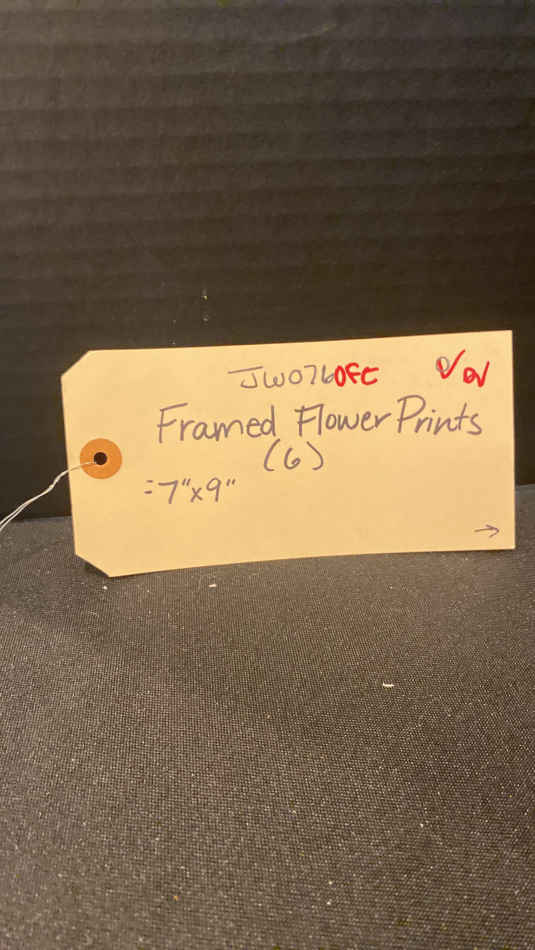 JW076OFC
Framed Flower Prints
(6)
=7"x9"
→